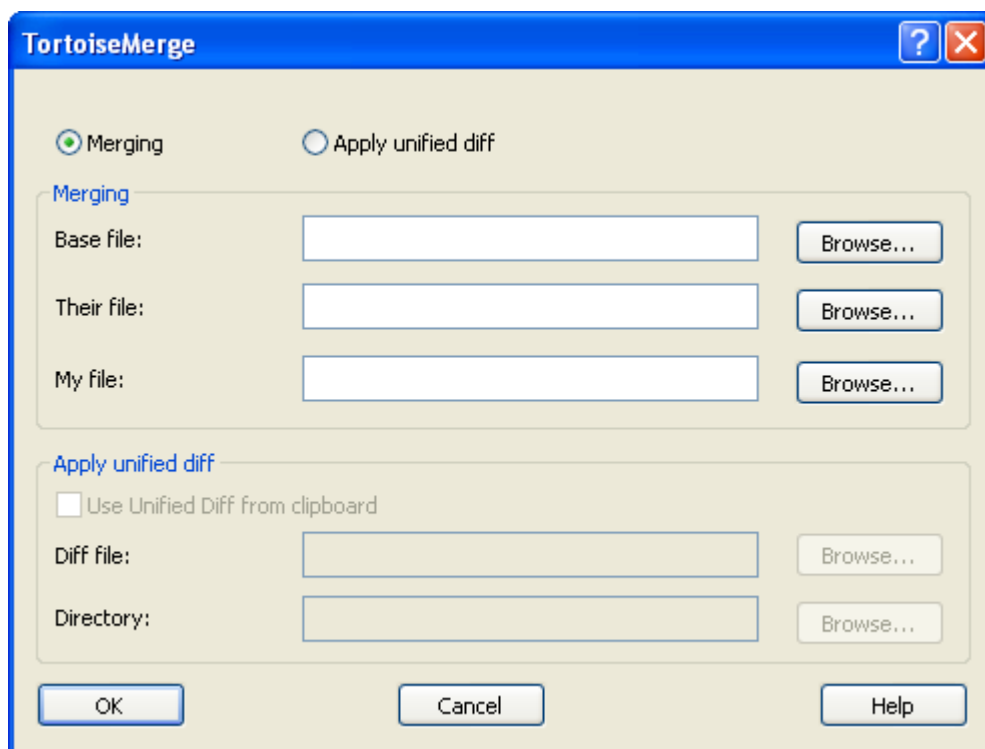 TortoiseMerge
Merging Apply unified diff
Merging
Base file: Browse...
Their file: Browse...
My file: Browse...
Apply unified diff
Use Unified Diff from clipboard
Diff file: Browse...
Directory: Browse...
OK Cancel Help